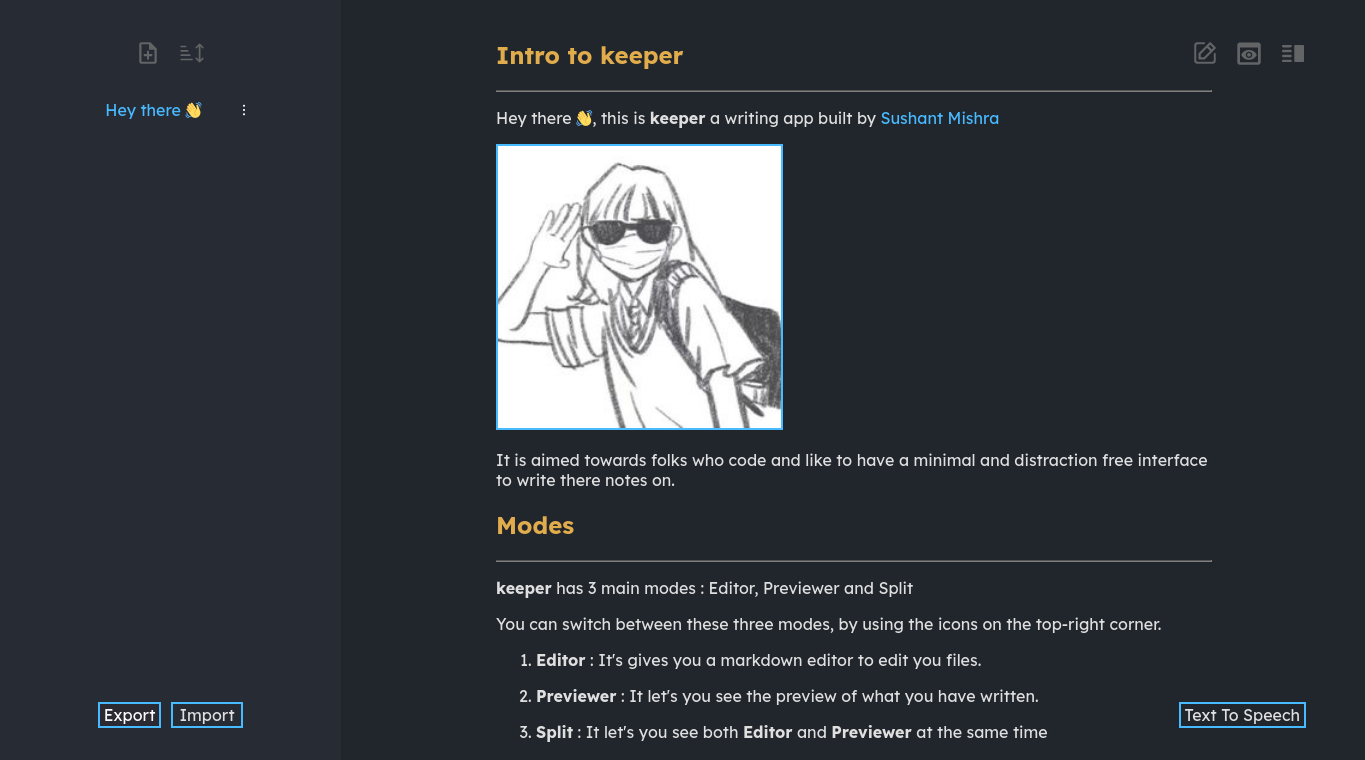 Hey there 👋
Export
Import
Intro to keeper
Hey there 👋, this is keeper a writing app built by Sushant Mishra
It is aimed towards folks who code and like to have a minimal and distraction free interface
to write there notes on.
Modes
keeper has 3 main modes : Editor, Previewer and Split
You can switch between these three modes, by using the icons on the top-right corner.
1. Editor : It's gives you a markdown editor to edit you files.
2. Previewer : It let's you see the preview of what you have written.
3. Split : It let's you see both Editor and Previewer at the same time
Text To Speech